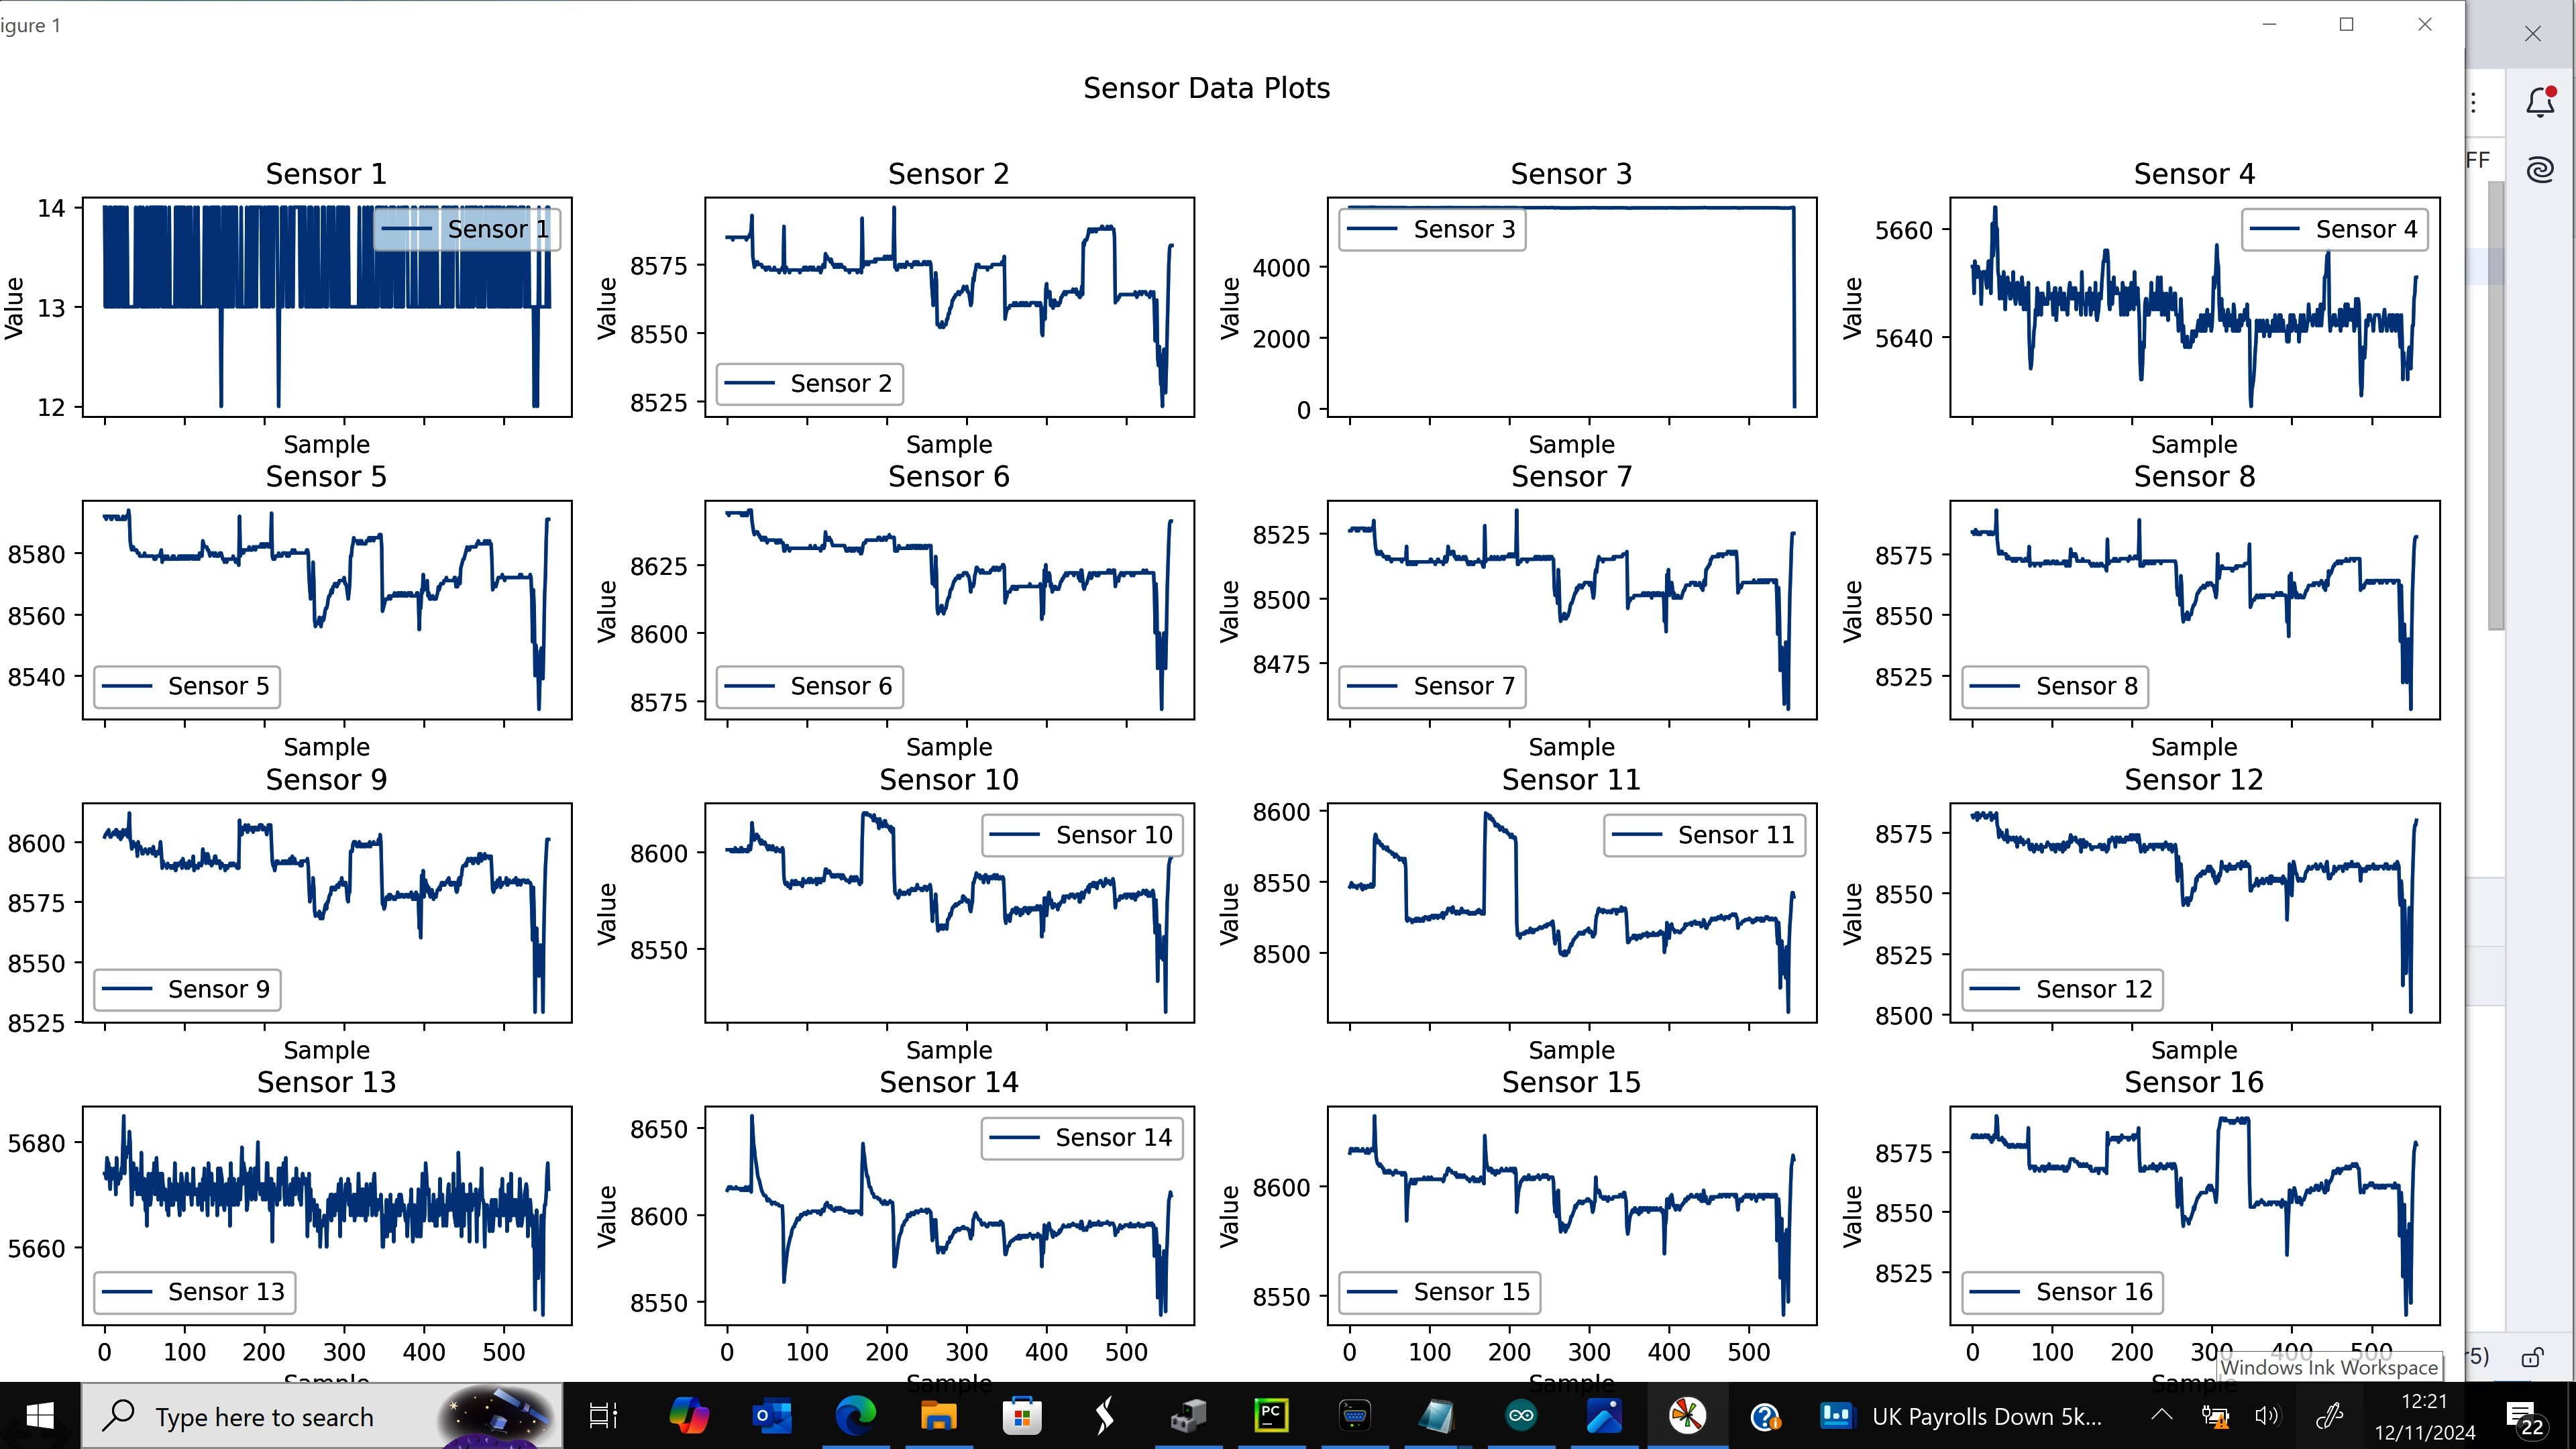 igure 1
Sensor Data Plots
FF
Sensor 1
Sensor 2
Sensor 3
Sensor 4
Value
14
13
12
Sensor 1
Sample
Value
8575
8550
8525
Sensor 2
Sample
Value
4000
2000
0
Sensor 3
Sample
Value
5660
5640
Sensor 4
Sample
Sensor 5
Sensor 6
Sensor 7
Sensor 8
8580
8560
8540
Sensor 5
Sample
Value
8625
8600
8575
Sensor 6
Sample
Value
8525
8500
8475
Sensor 7
Sample
Value
8575
8550
8525
Sensor 8
Sample
Sensor 9
Sensor 10
Sensor 11
Sensor 12
8600
8575
8550
8525
Sensor 9
Sample
Value
8600
8550
Sensor 10
Sample
Value
8600
8550
8500
Sensor 11
Sample
Value
8575
8550
8525
8500
Sensor 12
Sample
Sensor 13
Sensor 14
Sensor 15
Sensor 16
5680
5660
Sensor 13
0 100 200 300 400 500
Sample
Value
8650
8600
8550
Sensor 14
0 100 200 300 400 500
Sample
Value
8600
8550
Sensor 15
0 100 200 300 400 500
Sample
Value
8575
8550
8525
Sensor 16
0 100 200 300 400 500
Sample
r5)
Windows Ink Workspace
Type here to search
PC
UK Payrolls Down 5k...
12:21
12/11/2024
22